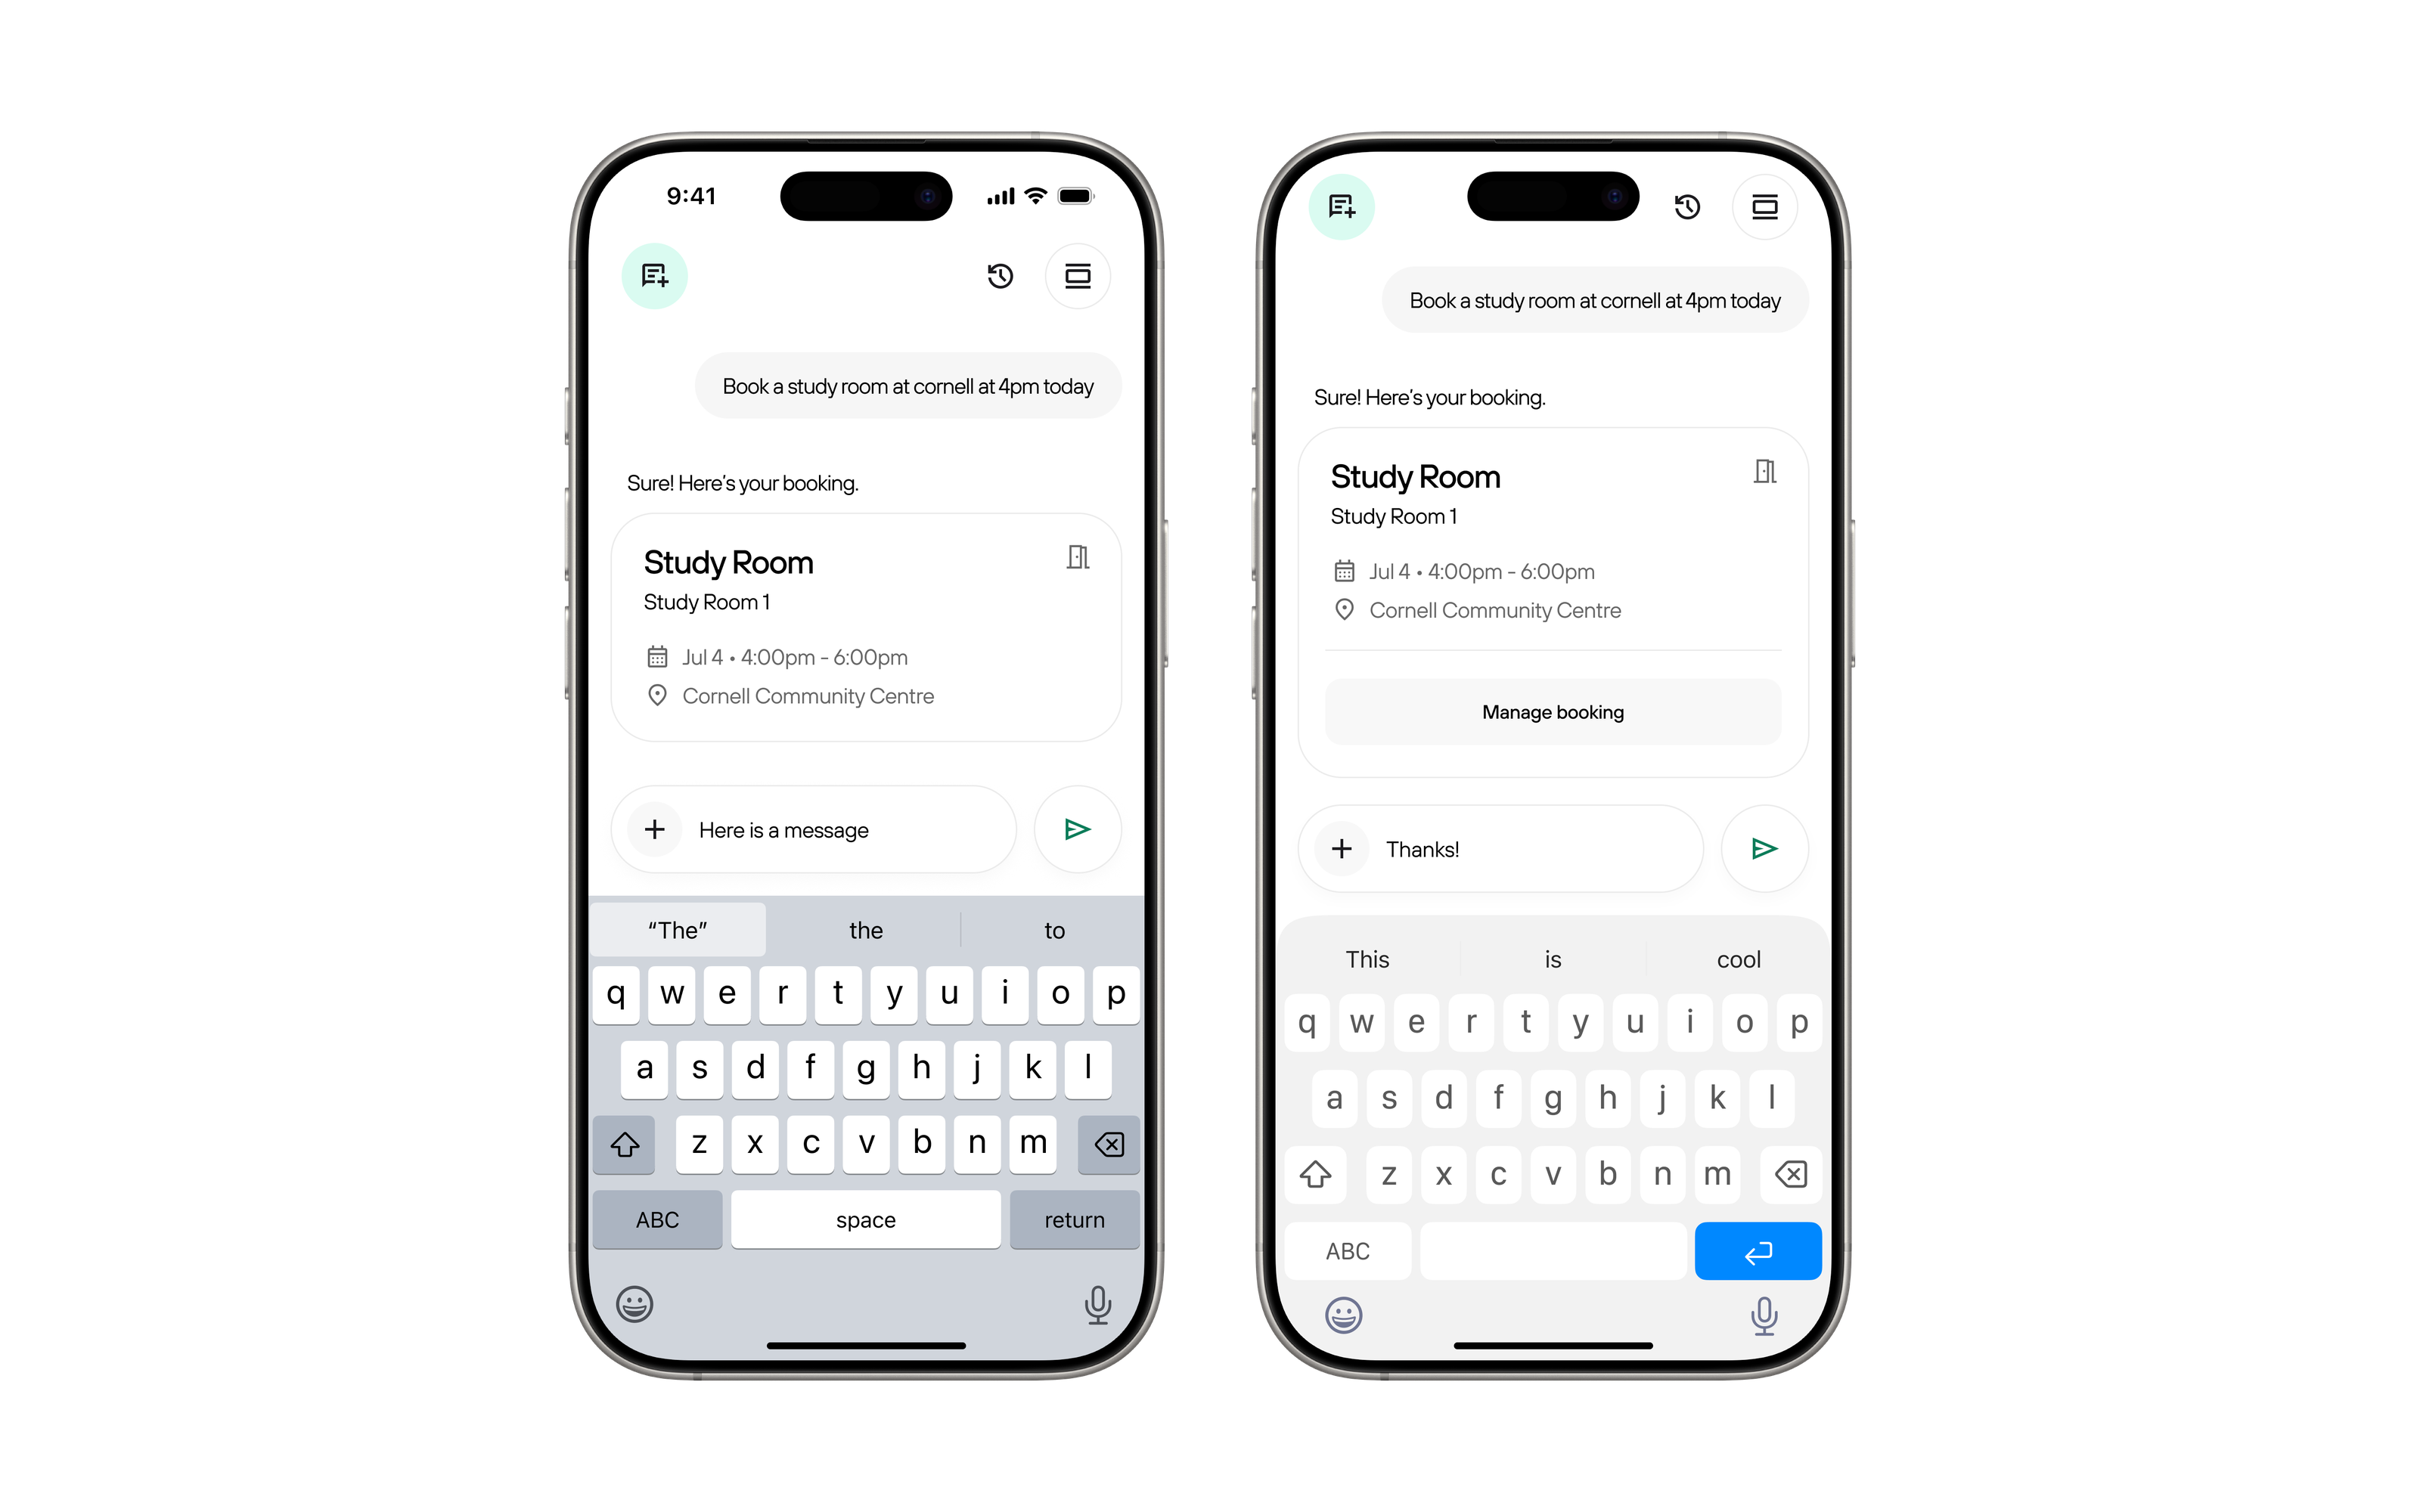 9:41
Book a study room at cornell at 4pm today
Sure! Here's your booking.
Study Room
Study Room 1
Jul 4 • 4:00pm - 6:00pm
Cornell Community Centre
Here is a message
“The” the to
q w e r t y u i o p
a s d f g h j k l
z x c v b n m
ABC space return
Book a study room at cornell at 4pm today
Sure! Here's your booking.
Study Room
Study Room 1
Jul 4 • 4:00pm - 6:00pm
Cornell Community Centre
Manage booking
Thanks!
This is cool
q w e r t y u i o p
a s d f g h j k l
z x c v b n m
ABC